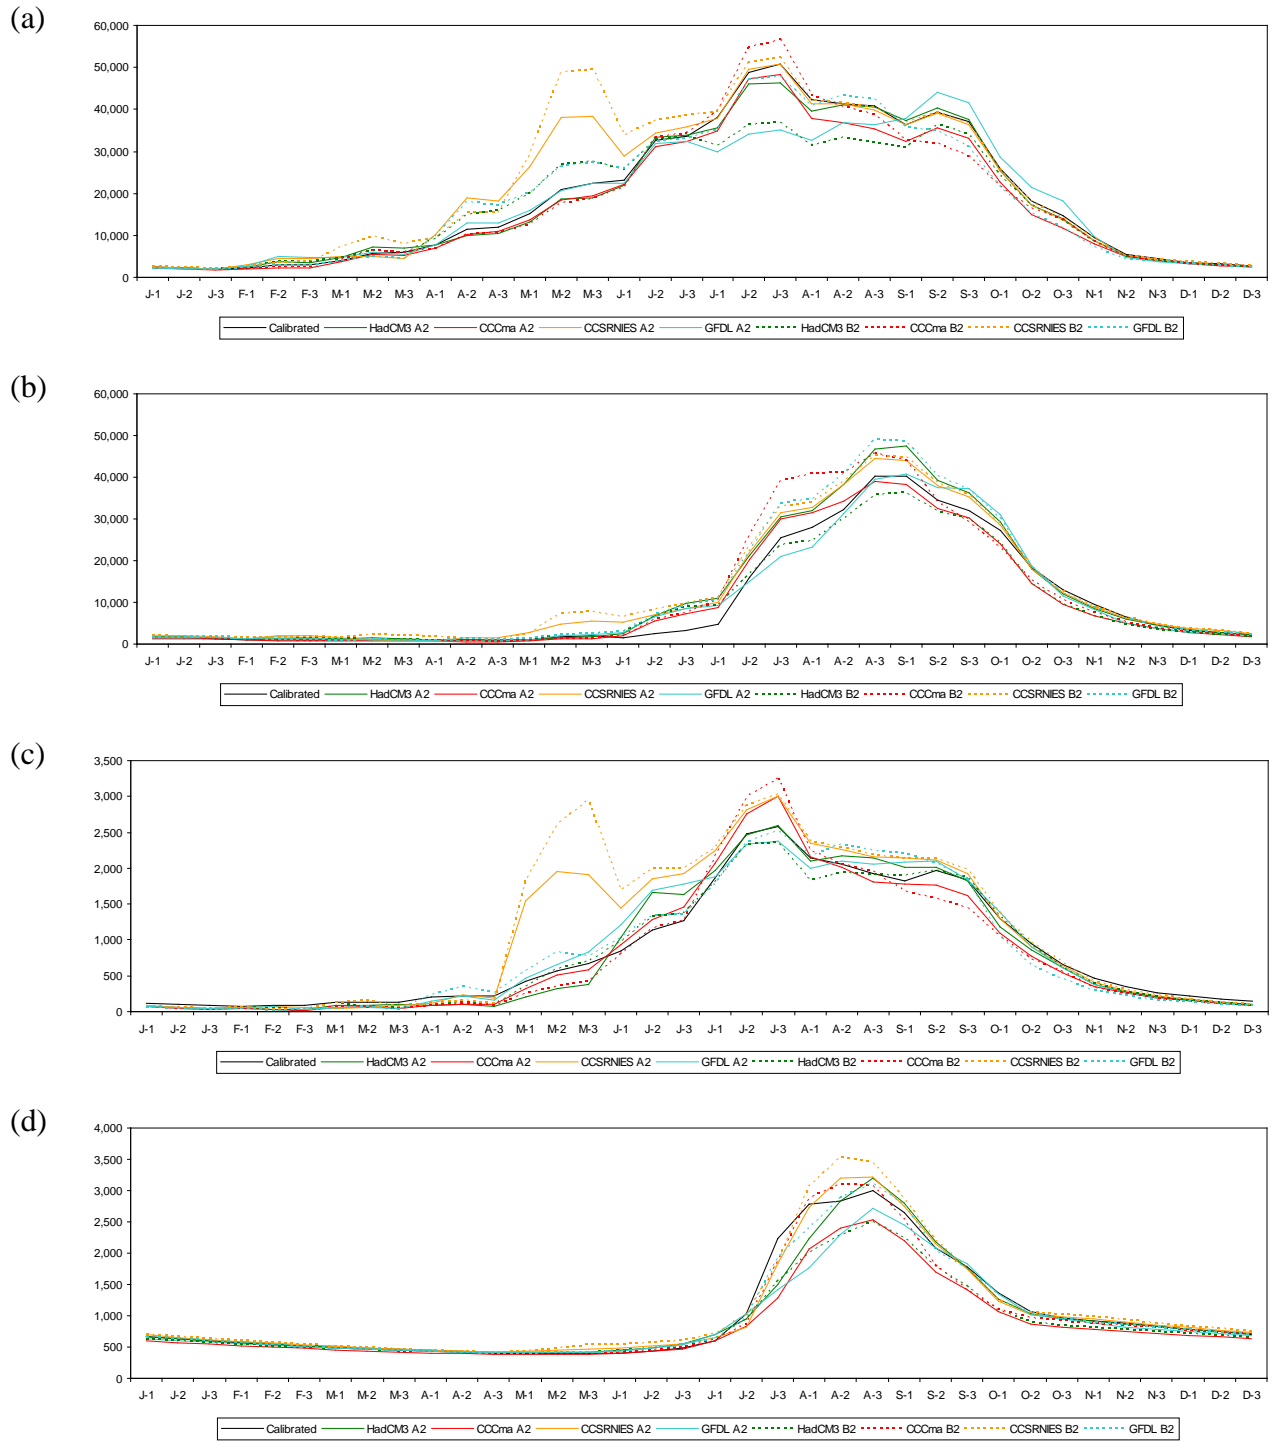 (a)
60,000
50,000
40,000
30,000
20,000
10,000
0
J-1 J-2 J-3 F-1 F-2 F-3 M-1 M-2 M-3 A-1 A-2 A-3 M-1 M-2 M-3 J-1 J-2 J-3 J-1 J-2 J-3 A-1 A-2 A-3 S-1 S-2 S-3 O-1 O-2 O-3 N-1 N-2 N-3 D-1 D-2 D-3
Calibrated HadCM3 A2 CCCma A2 CCSRNIES A2 GFDL A2 HadCM3 B2 CCCma B2 CCSRNIES B2 GFDL B2
(b)
60,000
50,000
40,000
30,000
20,000
10,000
0
J-1 J-2 J-3 F-1 F-2 F-3 M-1 M-2 M-3 A-1 A-2 A-3 M-1 M-2 M-3 J-1 J-2 J-3 J-1 J-2 J-3 A-1 A-2 A-3 S-1 S-2 S-3 O-1 O-2 O-3 N-1 N-2 N-3 D-1 D-2 D-3
Calibrated HadCM3 A2 CCCma A2 CCSRNIES A2 GFDL A2 HadCM3 B2 CCCma B2 CCSRNIES B2 GFDL B2
(c)
3,500
3,000
2,500
2,000
1,500
1,000
500
0
J-1 J-2 J-3 F-1 F-2 F-3 M-1 M-2 M-3 A-1 A-2 A-3 M-1 M-2 M-3 J-1 J-2 J-3 J-1 J-2 J-3 A-1 A-2 A-3 S-1 S-2 S-3 O-1 O-2 O-3 N-1 N-2 N-3 D-1 D-2 D-3
Calibrated HadCM3 A2 CCCma A2 CCSRNIES A2 GFDL A2 HadCM3 B2 CCCma B2 CCSRNIES B2 GFDL B2
(d)
4,000
3,500
3,000
2,500
2,000
1,500
1,000
500
0
J-1 J-2 J-3 F-1 F-2 F-3 M-1 M-2 M-3 A-1 A-2 A-3 M-1 M-2 M-3 J-1 J-2 J-3 J-1 J-2 J-3 A-1 A-2 A-3 S-1 S-2 S-3 O-1 O-2 O-3 N-1 N-2 N-3 D-1 D-2 D-3
Calibrated HadCM3 A2 CCCma A2 CCSRNIES A2 GFDL A2 HadCM3 B2 CCCma B2 CCSRNIES B2 GFDL B2